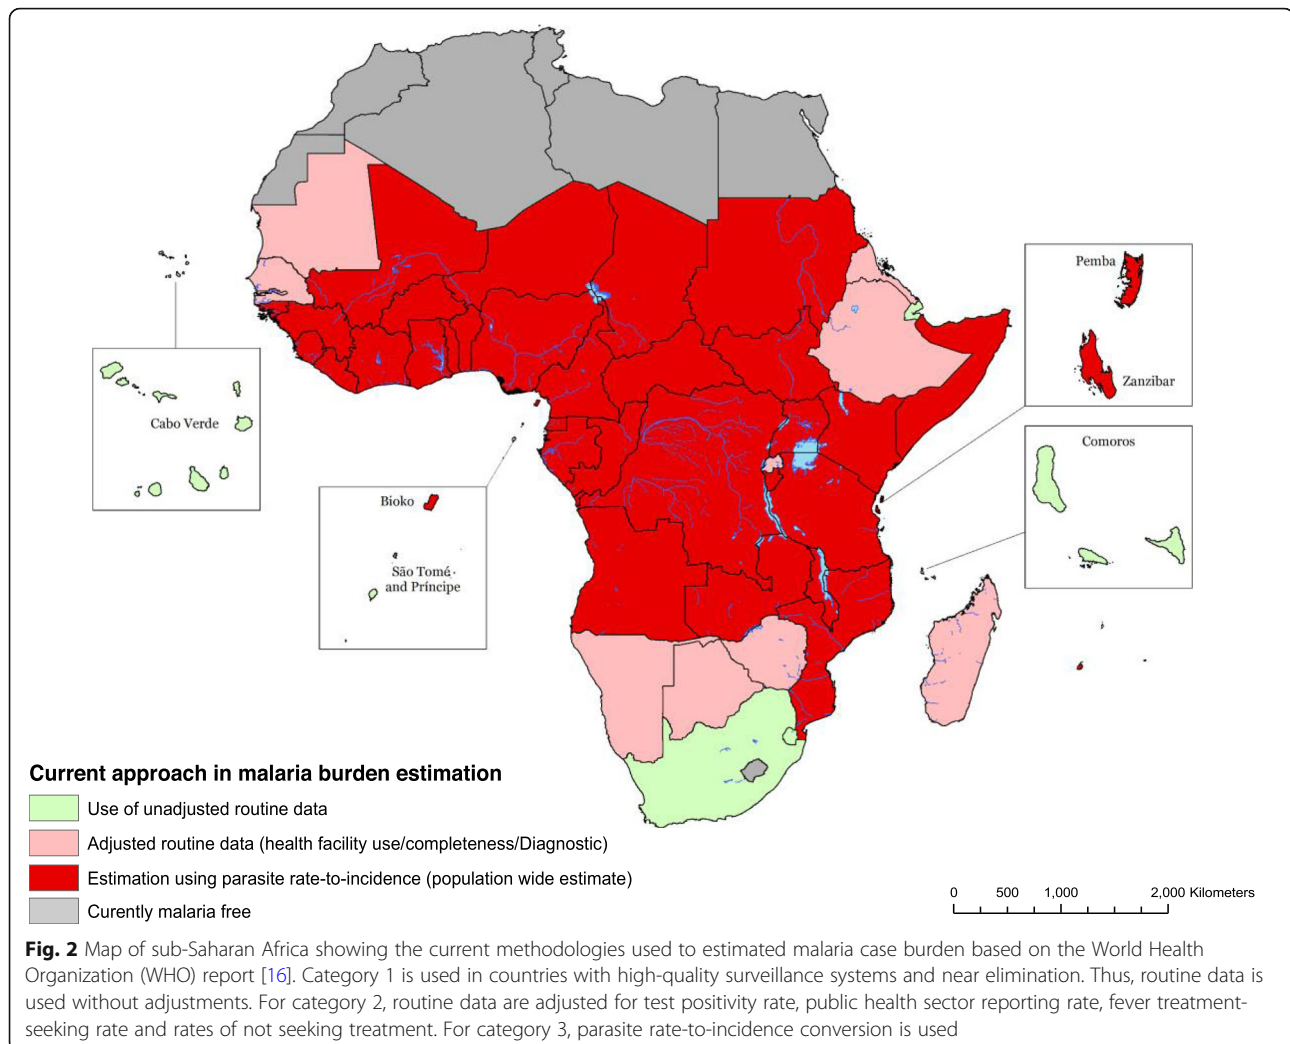 Pemba
Zanzibar
Comoros
Cabo Verde
Bioko
São Tomé
and Príncipe
Current approach in malaria burden estimation
Use of unadjusted routine data
Adjusted routine data (health facility use/completeness/Diagnostic)
Estimation using parasite rate-to-incidence (population wide estimate)
Curently malaria free
0 500 1,000 2,000 Kilometers
Fig. 2 Map of sub-Saharan Africa showing the current methodologies used to estimated malaria case burden based on the World Health
Organization (WHO) report [16]. Category 1 is used in countries with high-quality surveillance systems and near elimination. Thus, routine data is
used without adjustments. For category 2, routine data are adjusted for test positivity rate, public health sector reporting rate, fever treatment-
seeking rate and rates of not seeking treatment. For category 3, parasite rate-to-incidence conversion is used